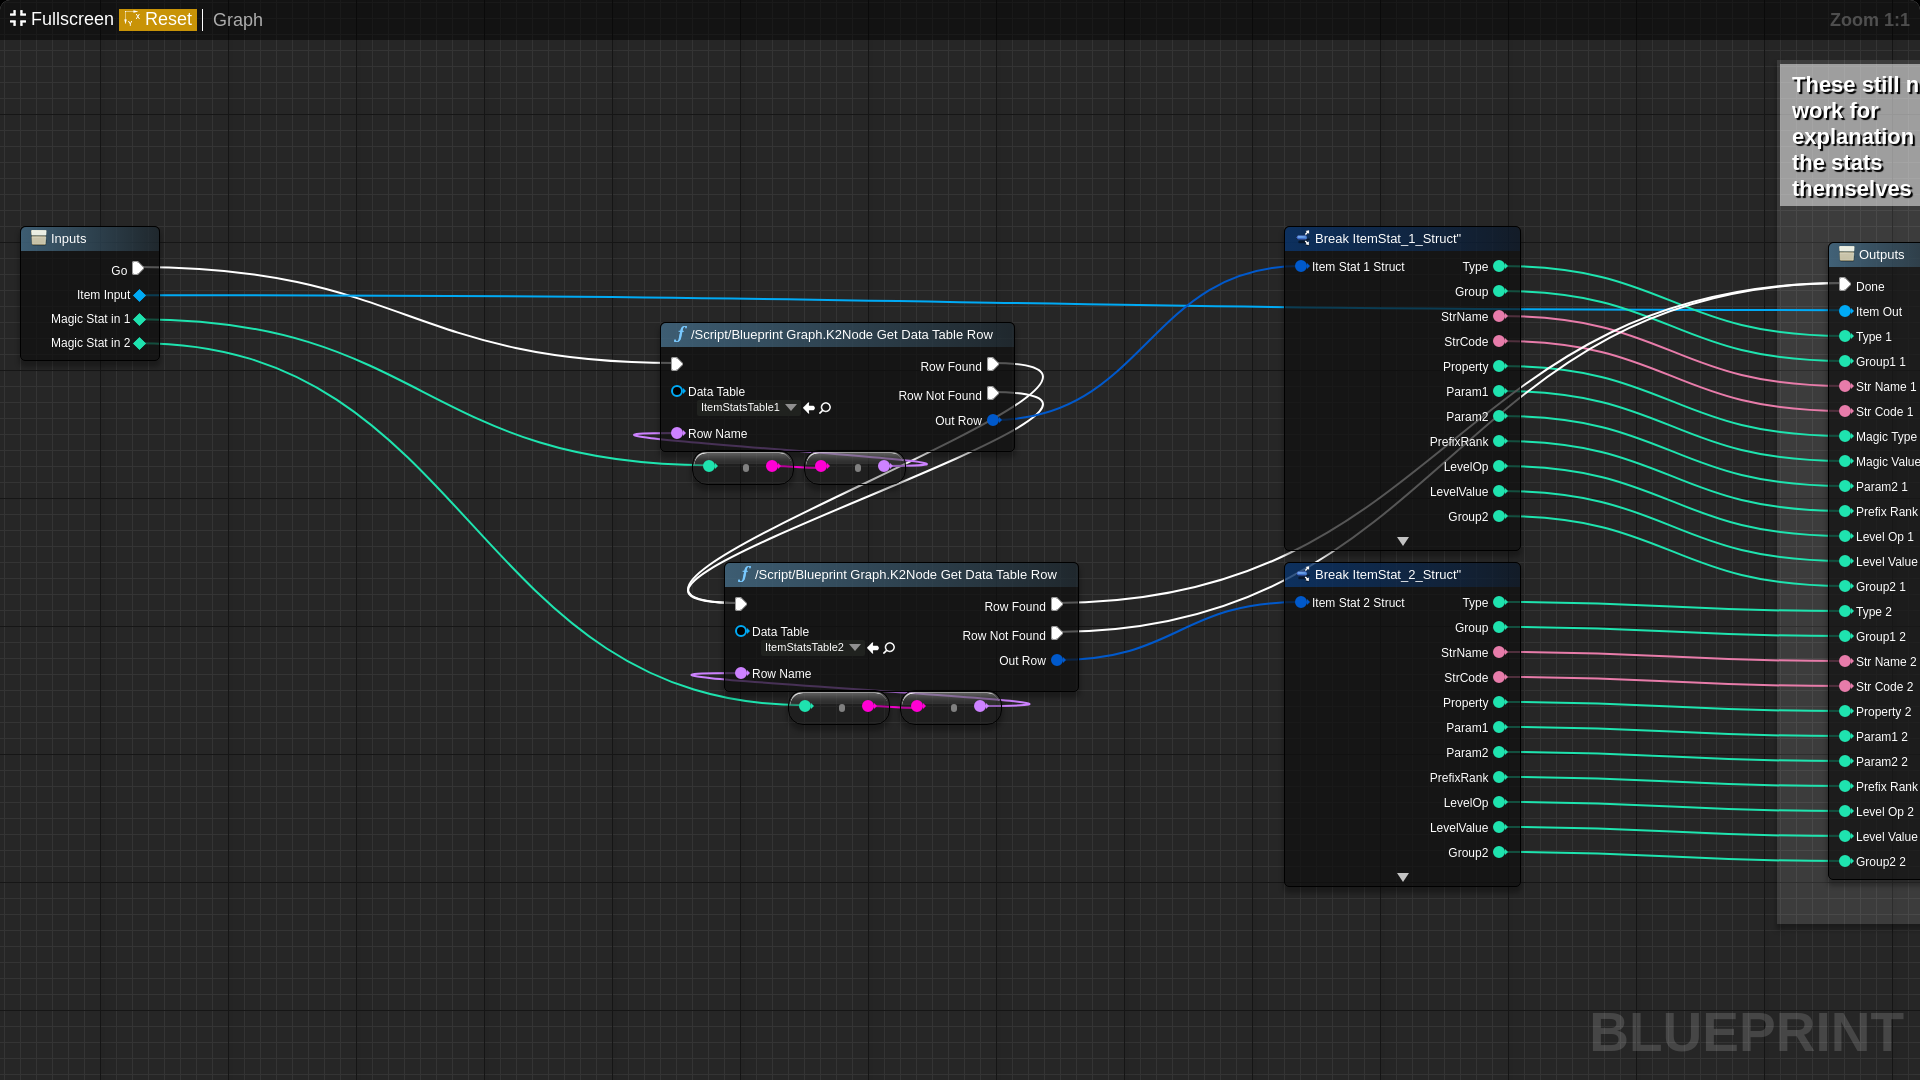 Fullscreen Reset Graph
Zoom 1:1
These still n
work for
explanation
the stats
themselves
Inputs
Go
Item Input
Magic Stat in 1
Magic Stat in 2
/Script/Blueprint Graph.K2Node Get Data Table Row
Row Found
Data Table
ItemStatsTable1
Row Not Found
Out Row
Row Name
/Script/Blueprint Graph.K2Node Get Data Table Row
Row Found
Data Table
ItemStatsTable2
Row Not Found
Out Row
Row Name
Break ItemStat_1_Struct"
Item Stat 1 Struct
Type
Group
StrName
StrCode
Property
Param1
Param2
PrefixRank
LevelOp
LevelValue
Group2
Break ItemStat_2_Struct"
Item Stat 2 Struct
Type
Group
StrName
StrCode
Property
Param1
Param2
PrefixRank
LevelOp
LevelValue
Group2
Outputs
Done
Item Out
Type 1
Group1 1
Str Name 1
Str Code 1
Magic Type
Magic Value
Param2 1
Prefix Rank
Level Op 1
Level Value
Group2 1
Type 2
Group1 2
Str Name 2
Str Code 2
Property 2
Param1 2
Param2 2
Prefix Rank
Level Op 2
Level Value
Group2 2
BLUEPRINT